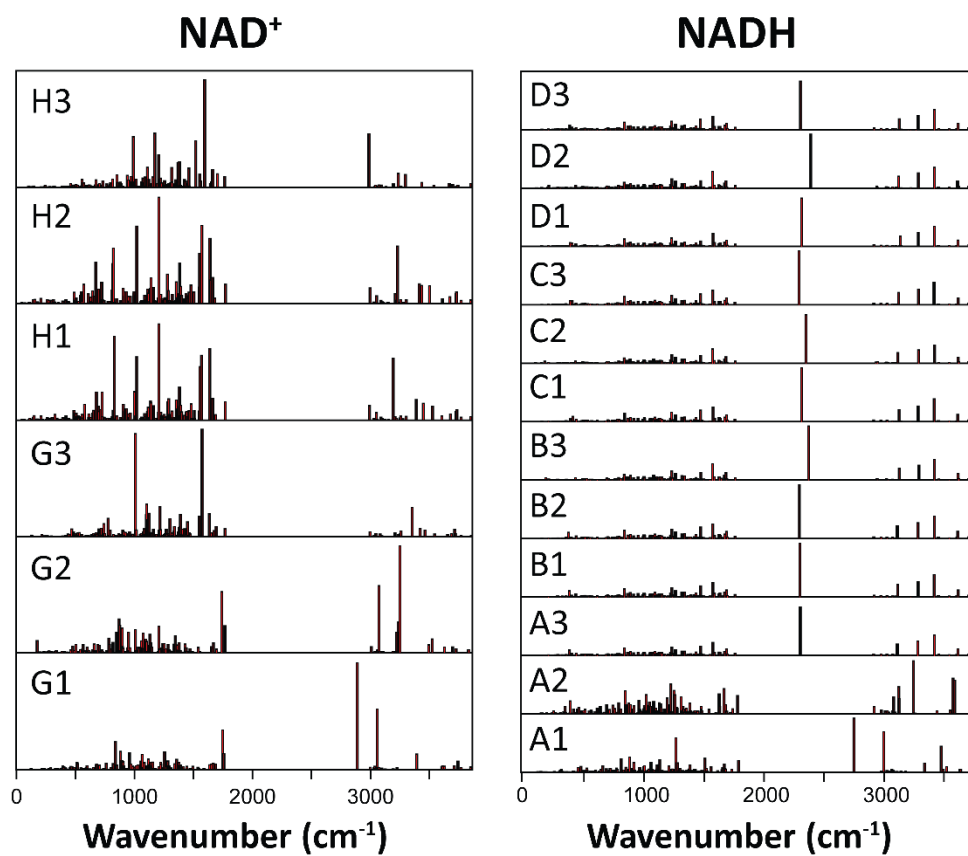 NAD+
NADH
H3
H2
H1
G3
G2
G1
0 1000 2000 3000
Wavenumber (cm-1)
D3
D2
D1
C3
C2
C1
B3
B2
B1
A3
A2
A1
0 1000 2000 3000
Wavenumber (cm-1)